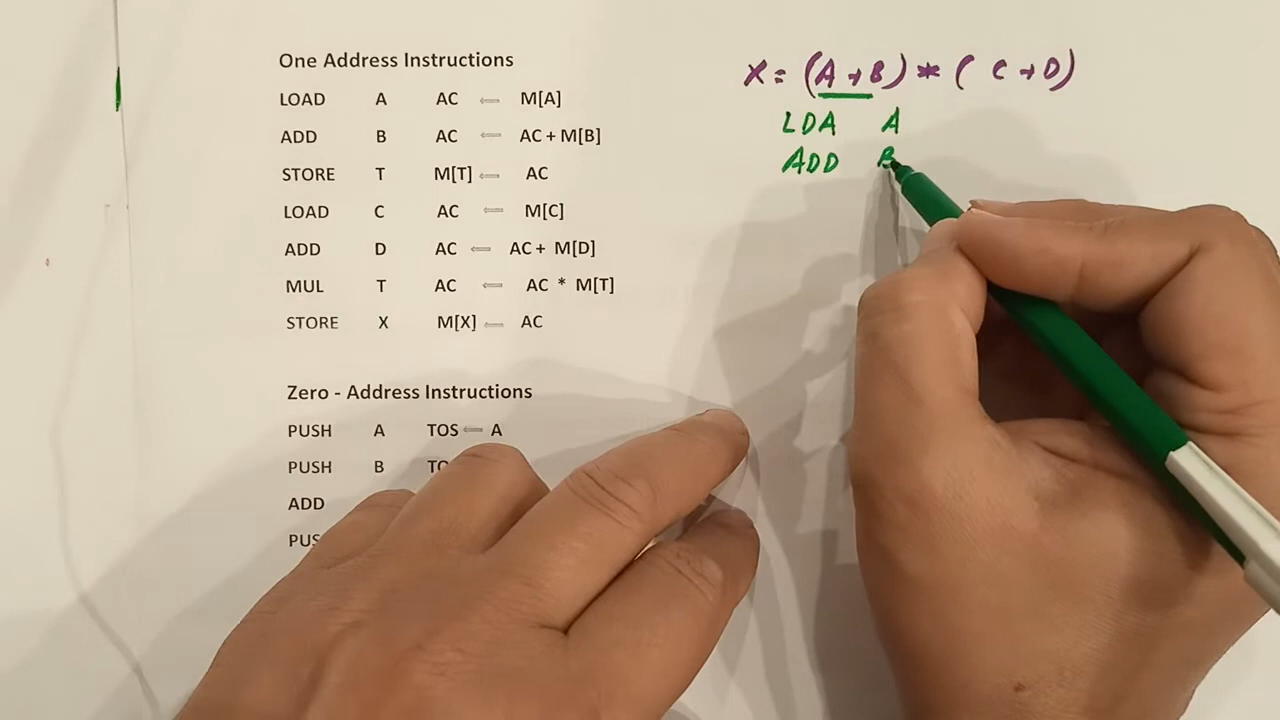 One Address Instructions
LOAD A AC ⇐ M[A]
ADD B AC ⇐ AC + M[B]
STORE T M[T] ⇐ AC
LOAD C AC ⇐ M[C]
ADD D AC ⇐ AC + M[D]
MUL T AC ⇐ AC * M[T]
STORE X M[X] ⇐ AC
Zero - Address Instructions
PUSH A TOS ⇐ A
PUSH B
ADD
X = (A + B) * ( C + D)
LDA A
ADD B